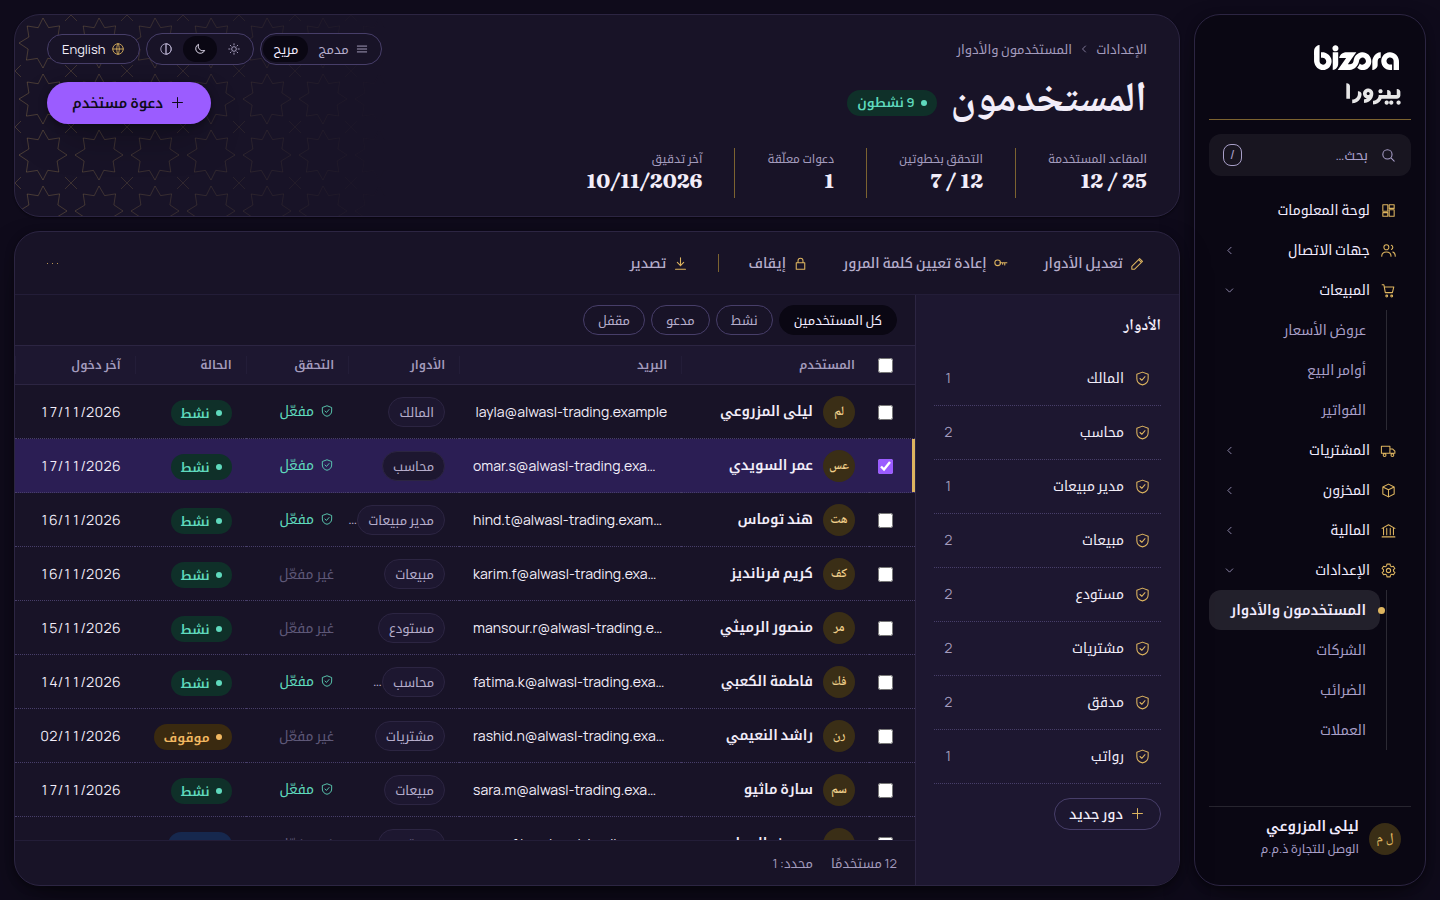 bizora
بيزورا
بحث...
/
لوحة المعلومات
جهات الاتصال
المبيعات
عروض الأسعار
أوامر البيع
الفواتير
المشتريات
المخزون
المالية
الإعدادات
المستخدمون والأدوار
الشركات
الضرائب
العملات
ل م
ليلى المزروعي
الوصل للتجارة ذ.م.م
الإعدادات
المستخدمون والأدوار
مدمج
مريح
English
المستخدمون
9 نشطون
دعوة مستخدم
المقاعد المستخدمة
12 / 25
التحقق بخطوتين
7 / 12
دعوات معلّقة
1
آخر تدقيق
10/11/2026
تعديل الأدوار
إعادة تعيين كلمة المرور
إيقاف
تصدير
...
الأدوار
المالك 1
محاسب 2
مدير مبيعات 1
مبيعات 2
مستودع 2
مشتريات 2
مدقق 2
رواتب 1
دور جديد
كل المستخدمين
نشط
مدعو
مقفل
المستخدم البريد الأدوار التحقق الحالة آخر دخول
لم ليلى المزروعي layla@alwasl-trading.example المالك مفعّل نشط 17/11/2026
عس عمر السويدي omar.s@alwasl-trading.exa... محاسب مفعّل نشط 17/11/2026
هت هند توماس hind.t@alwasl-trading.exam... مدير مبيعات ... مفعّل نشط 16/11/2026
كف كريم فرنانديز karim.f@alwasl-trading.exa... مبيعات غير مفعّل نشط 16/11/2026
مر منصور الرميثي mansour.r@alwasl-trading.e... مستودع غير مفعّل نشط 15/11/2026
فك فاطمة الكعبي fatima.k@alwasl-trading.exa... محاسب ... مفعّل نشط 14/11/2026
رن راشد النعيمي rashid.n@alwasl-trading.exa... مشتريات غير مفعّل موقوف 02/11/2026
سم سارة ماثيو sara.m@alwasl-trading.exa... مبيعات مفعّل نشط 17/11/2026
12 مستخدمًا
محدد: 1